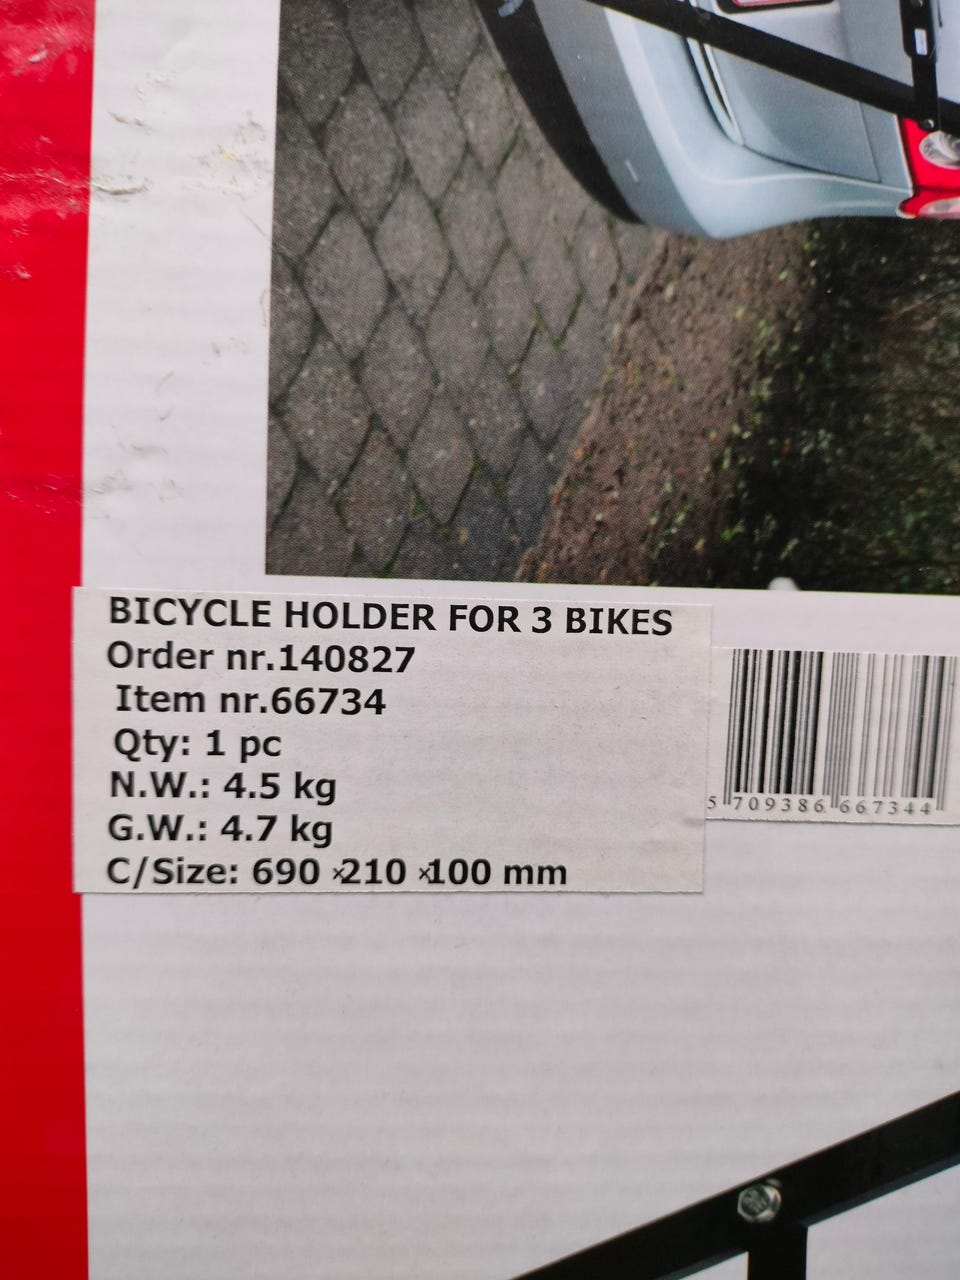 BICYCLE HOLDER FOR 3 BIKES
Order nr.140827
Item nr.66734
Qty: 1 pc
N.W.: 4.5 kg
G.W.: 4.7 kg
C/Size: 690 ×210 ×100 mm
5 709386 667344